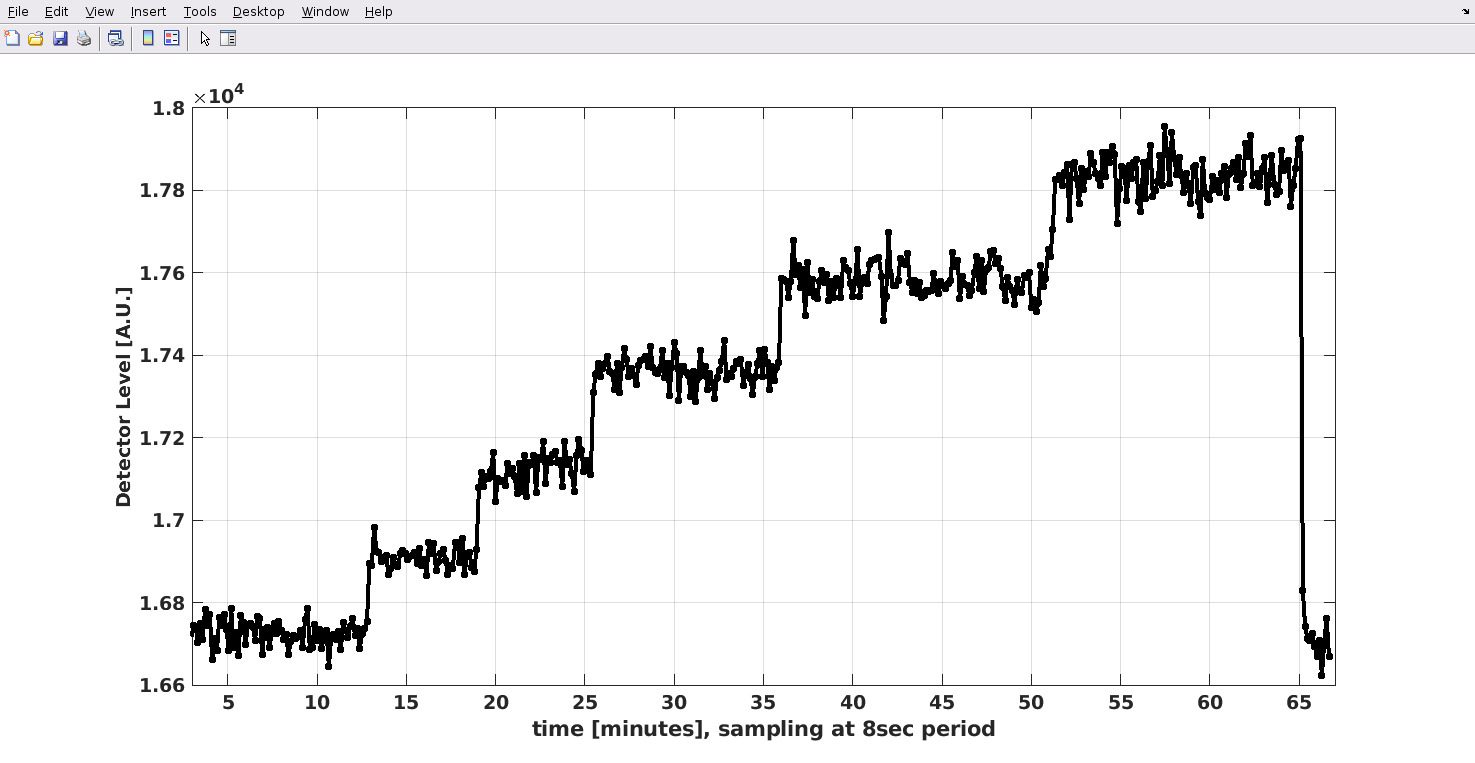 File Edit View Insert Tools Desktop Window Help
×10⁴
1.8
1.78
1.76
1.74
1.72
1.7
1.68
1.66
Detector Level [A.U.]
5 10 15 20 25 30 35 40 45 50 55 60 65
time [minutes], sampling at 8sec period